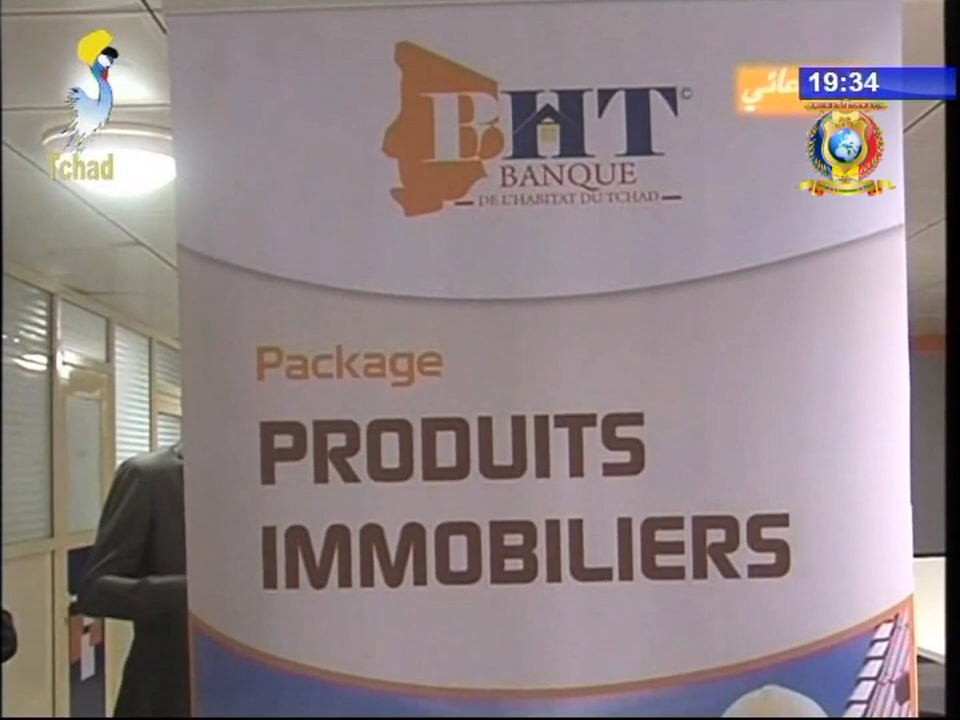 Tchad
19:34
BHT
BANQUE
DE L'HABITAT DU TCHAD
Package
PRODUITS
IMMOBILIERS